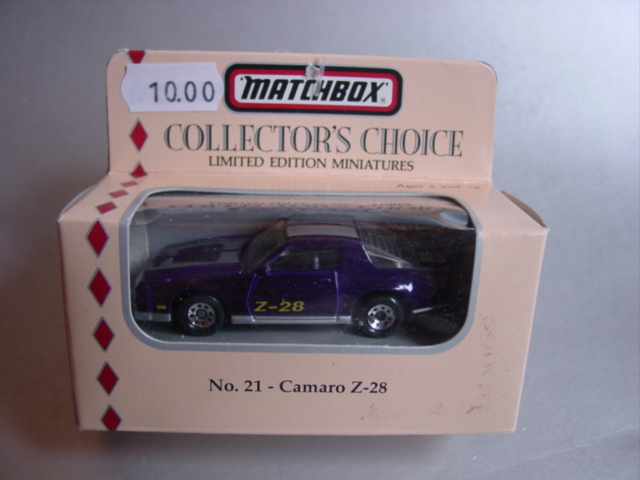 10.00
MATCHBOX®
COLLECTOR'S CHOICE
LIMITED EDITION MINIATURES
Z-28
No. 21 - Camaro Z-28